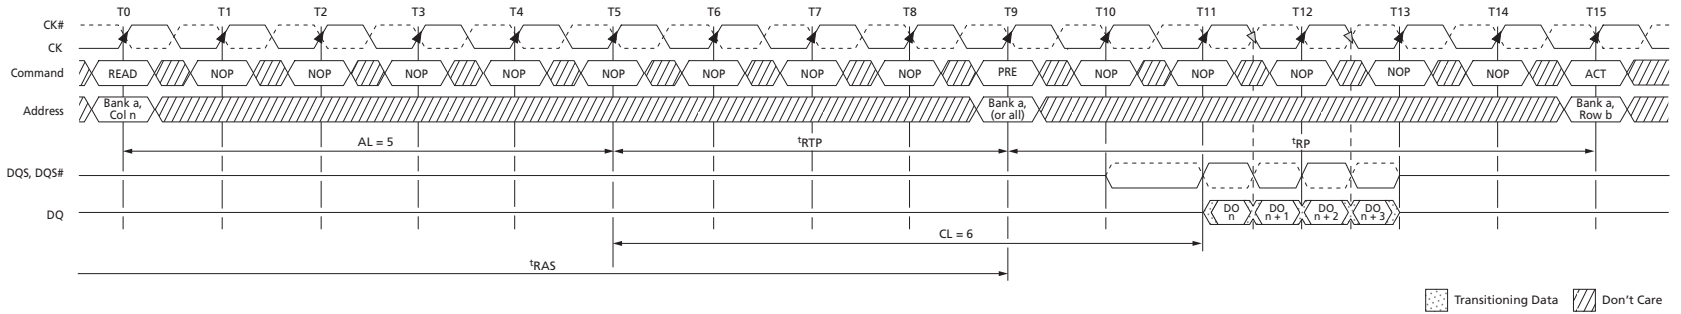 T0 T1 T2 T3 T4 T5 T6 T7 T8 T9 T10 T11 T12 T13 T14 T15
CK#
CK
Command READ NOP NOP NOP NOP NOP NOP NOP NOP PRE NOP NOP NOP NOP NOP ACT
Address Bank a, Col n Bank a, (or all) Bank a, Row b
AL = 5 tRTP tRP
DQS, DQS#
DQ DO n DO n + 1 DO n + 2 DO n + 3
CL = 6
tRAS
Transitioning Data Don't Care